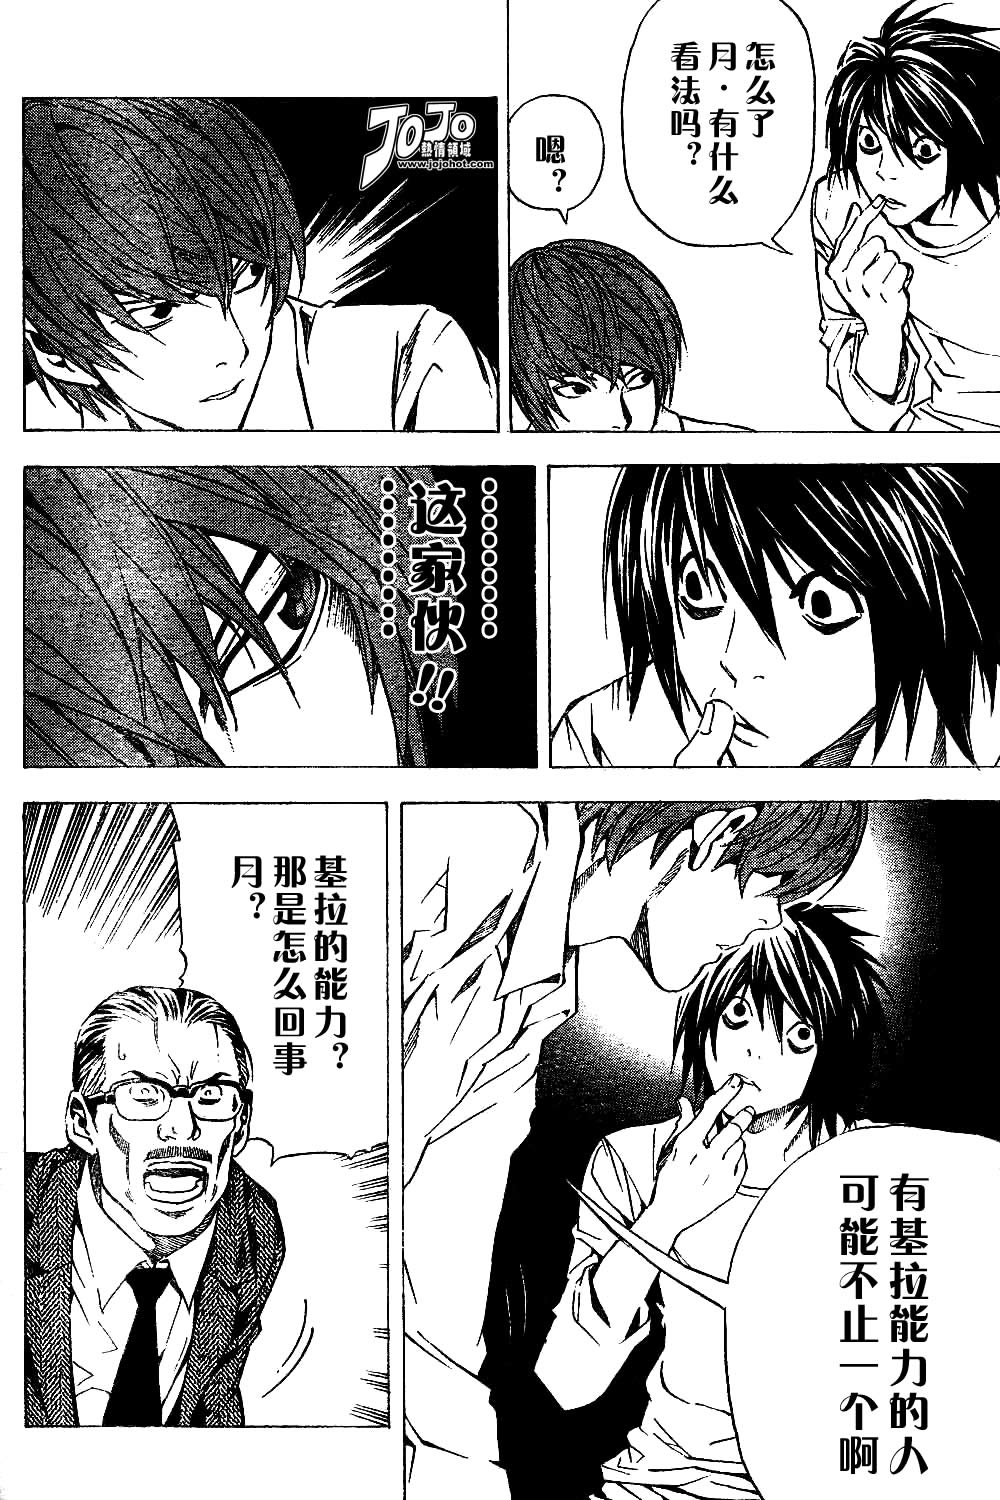 怎么了
月·有什么
看法吗？
嗯？
JOJO
熱情領域
www.jojohot.com
………………
这家伙!!
………………
有基拉能力的人
可能不止一个啊
基拉的能力？
那是怎么回事
月？